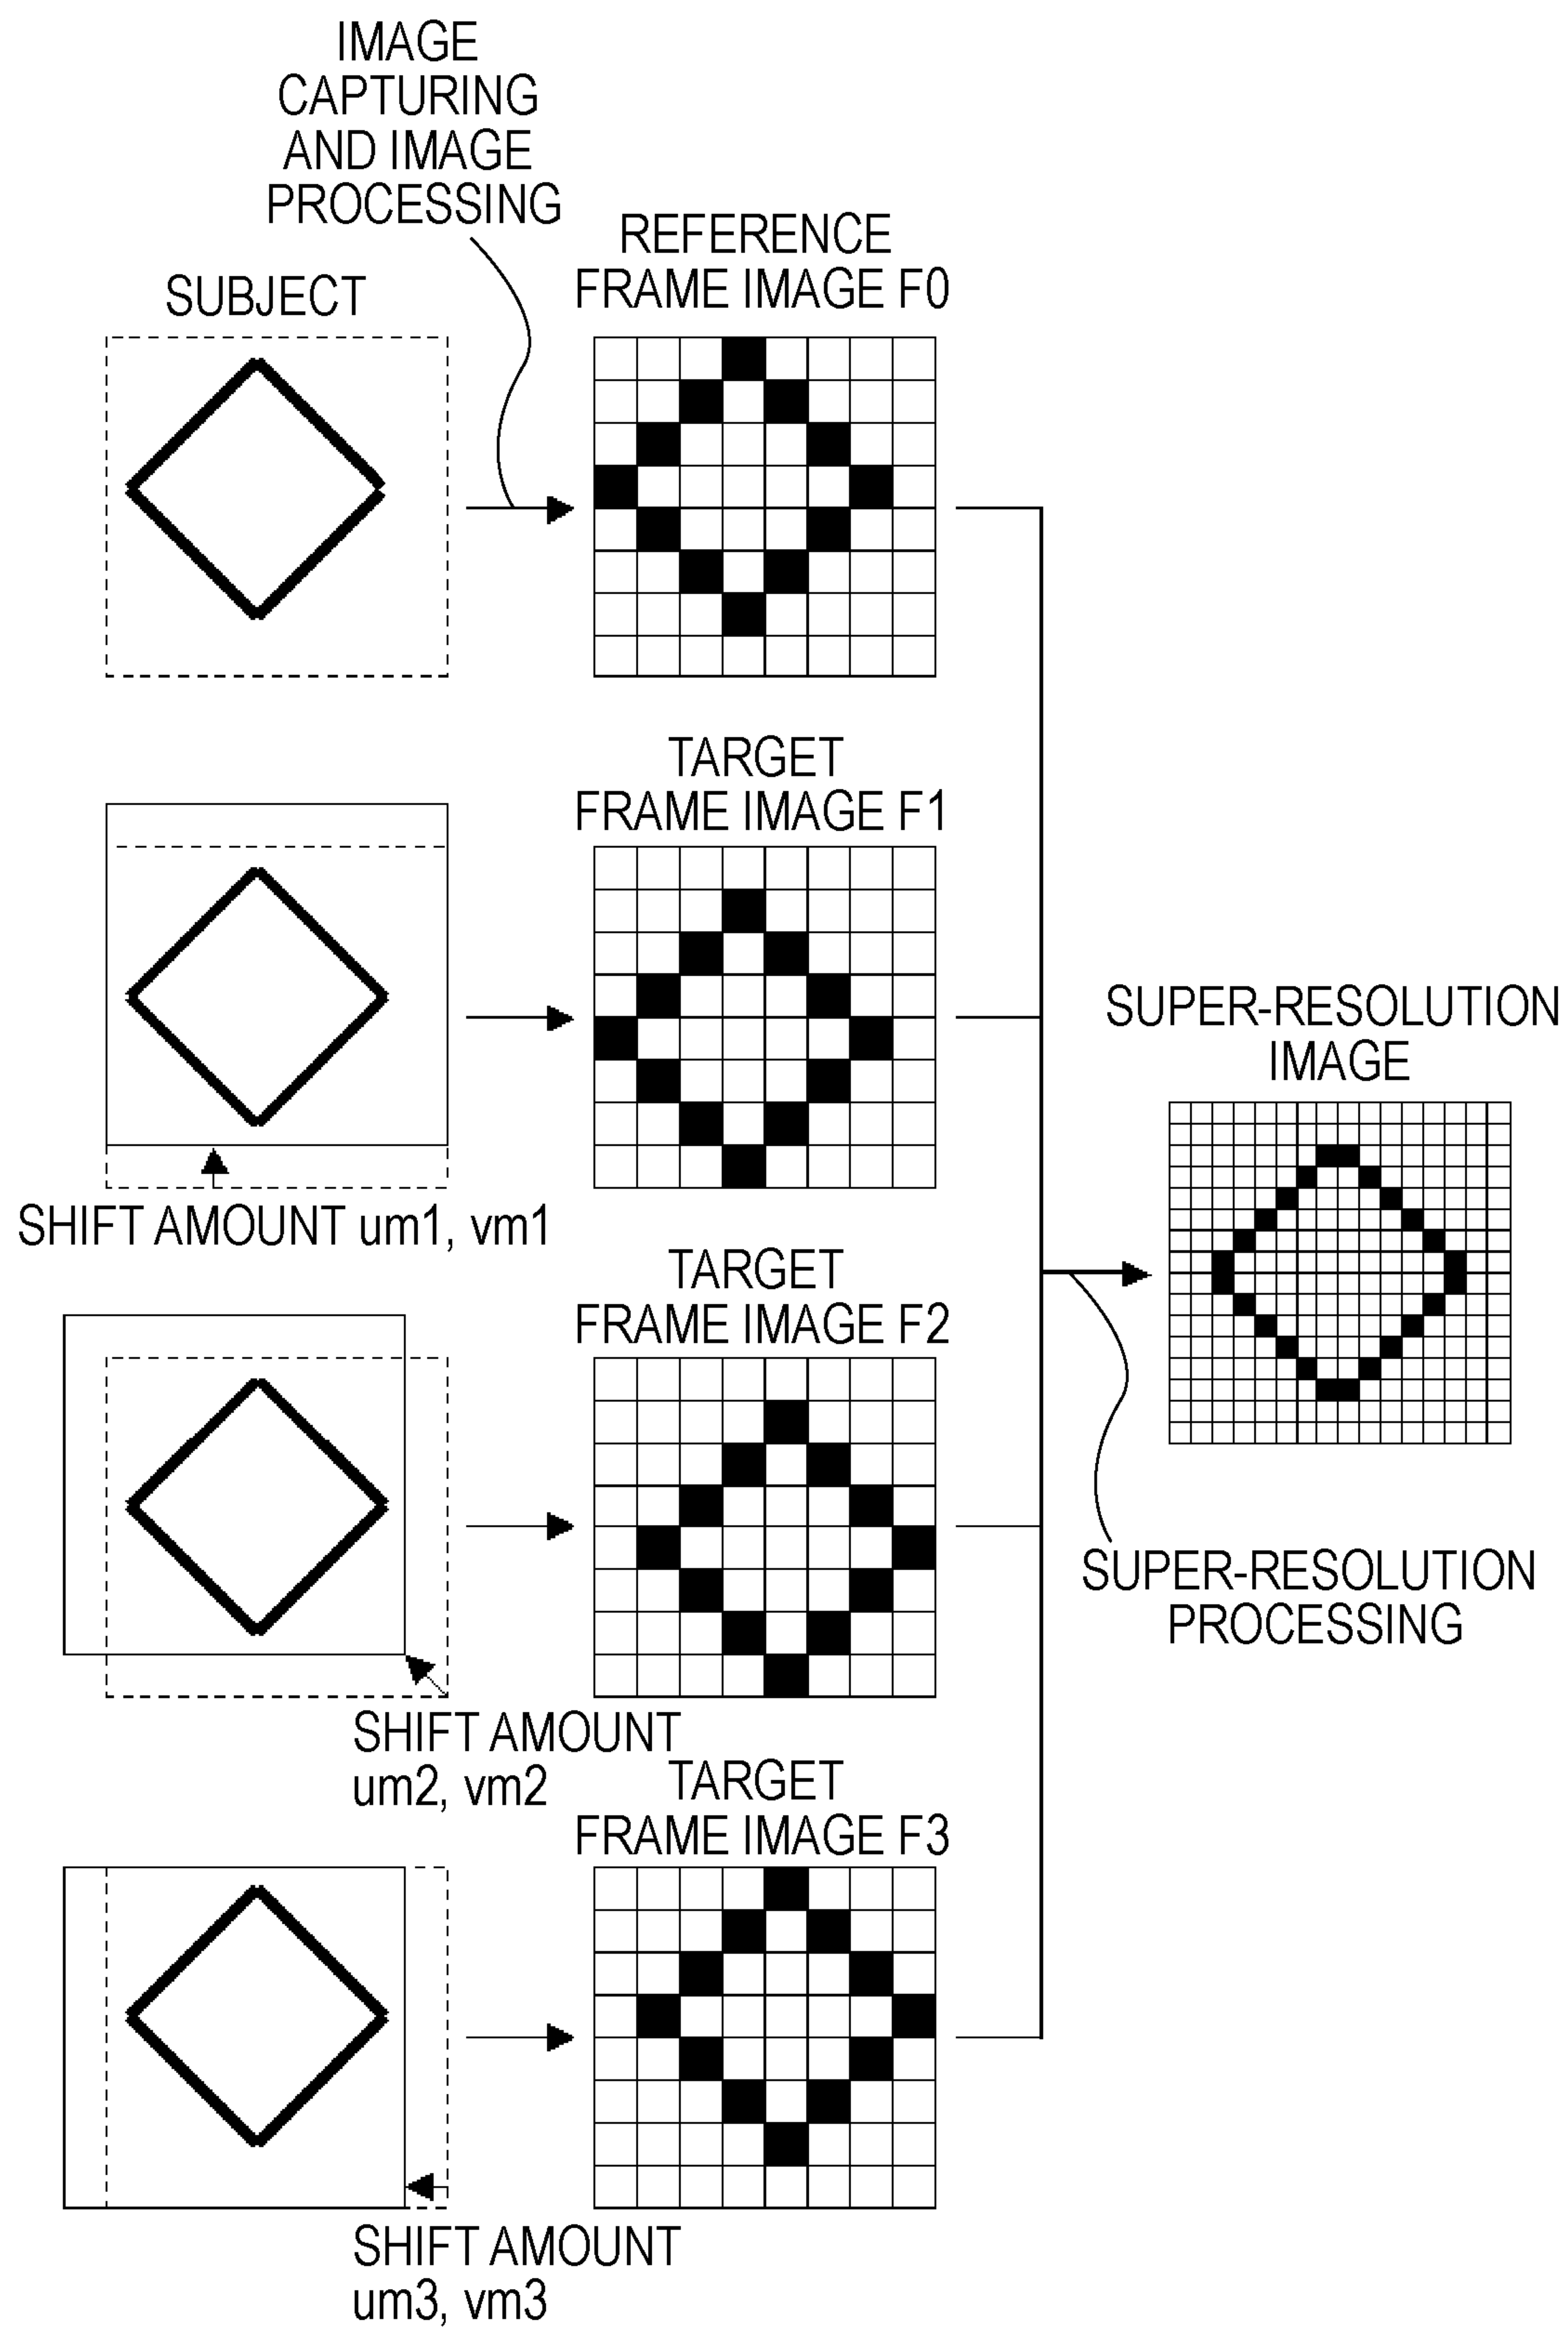 IMAGE
CAPTURING
AND IMAGE
PROCESSING
SUBJECT
REFERENCE
FRAME IMAGE F0
TARGET
FRAME IMAGE F1
SHIFT AMOUNT um1, vm1
SUPER-RESOLUTION
IMAGE
TARGET
FRAME IMAGE F2
SUPER-RESOLUTION
PROCESSING
SHIFT AMOUNT
um2, vm2
TARGET
FRAME IMAGE F3
SHIFT AMOUNT
um3, vm3